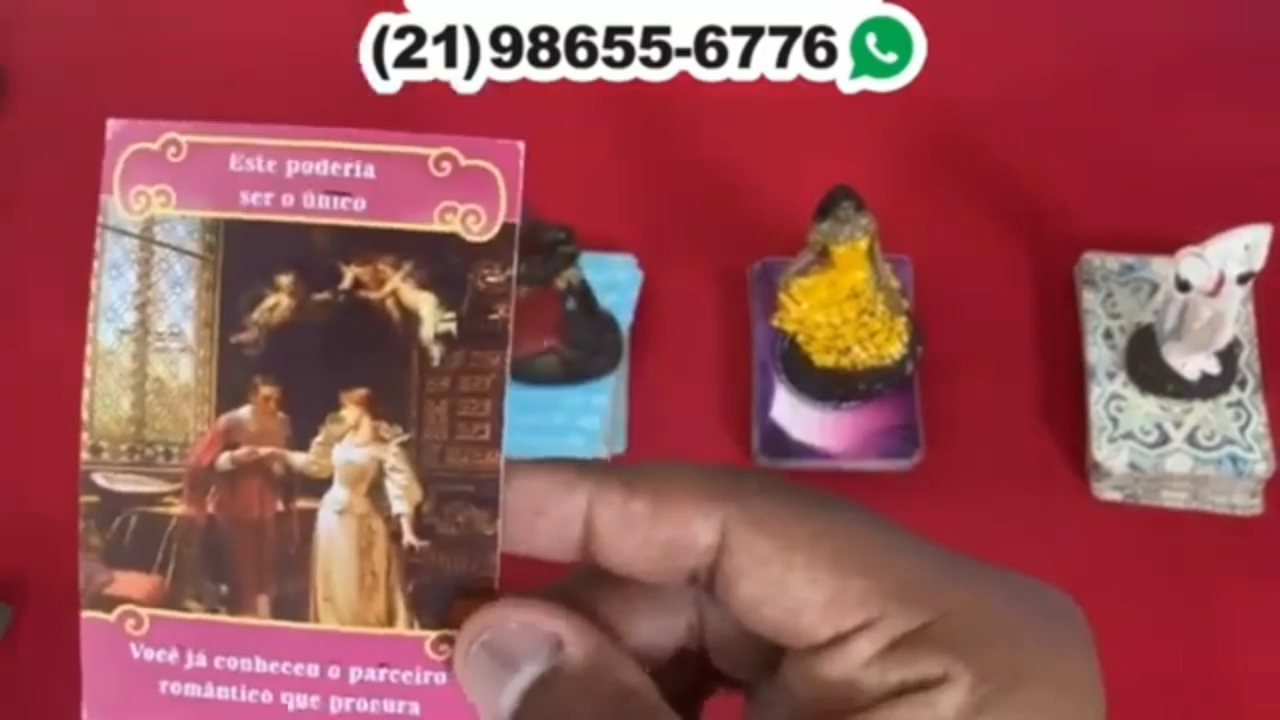 (21)98655-6776
Este poderia
ser o único
Você já conheceu o parceiro
romântico que procura